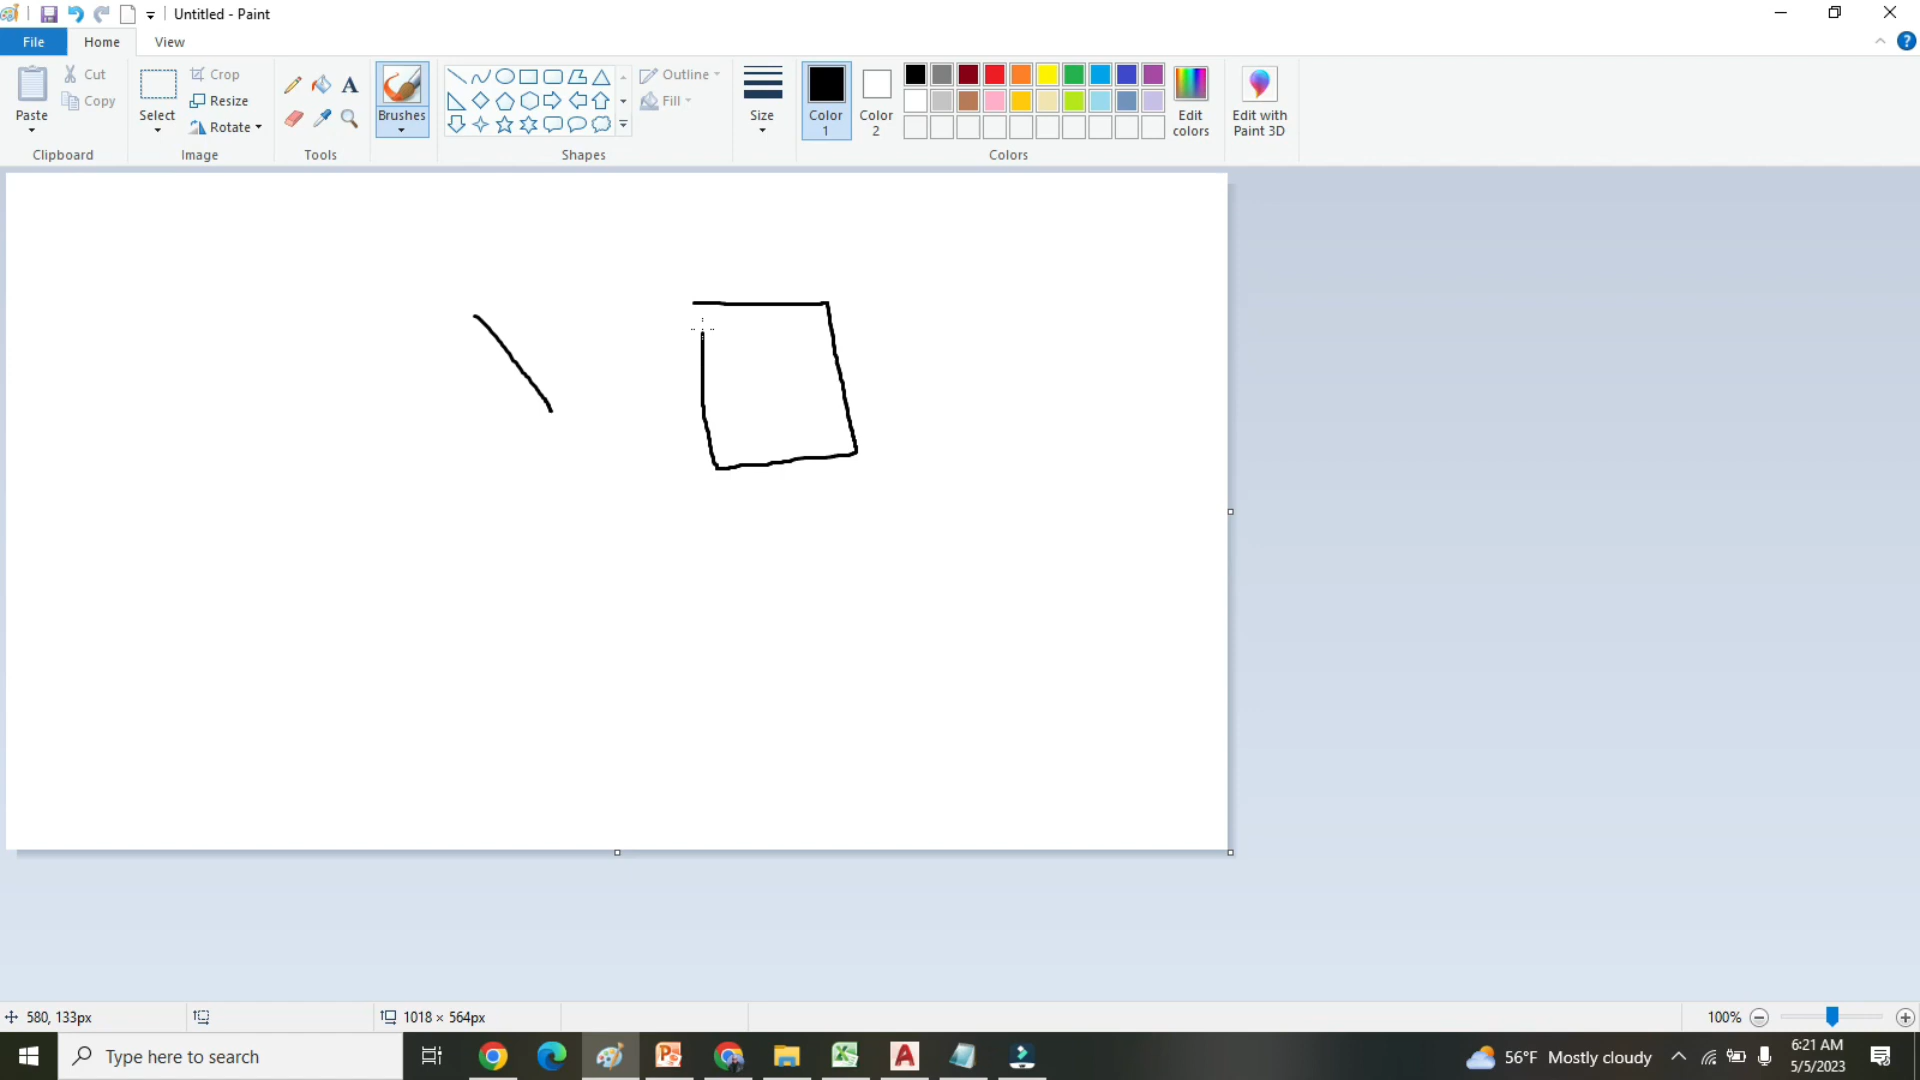 Untitled - Paint
File Home View
Paste
Cut
Copy
Clipboard
Select
Crop
Resize
Rotate
Image
A
Tools
Brushes
Shapes
Outline
Fill
Size
Color 1
Color 2
Colors
Edit colors
Edit with Paint 3D
580, 133px
1018 × 564px
100%
Type here to search
56°F Mostly cloudy
6:21 AM
5/5/2023